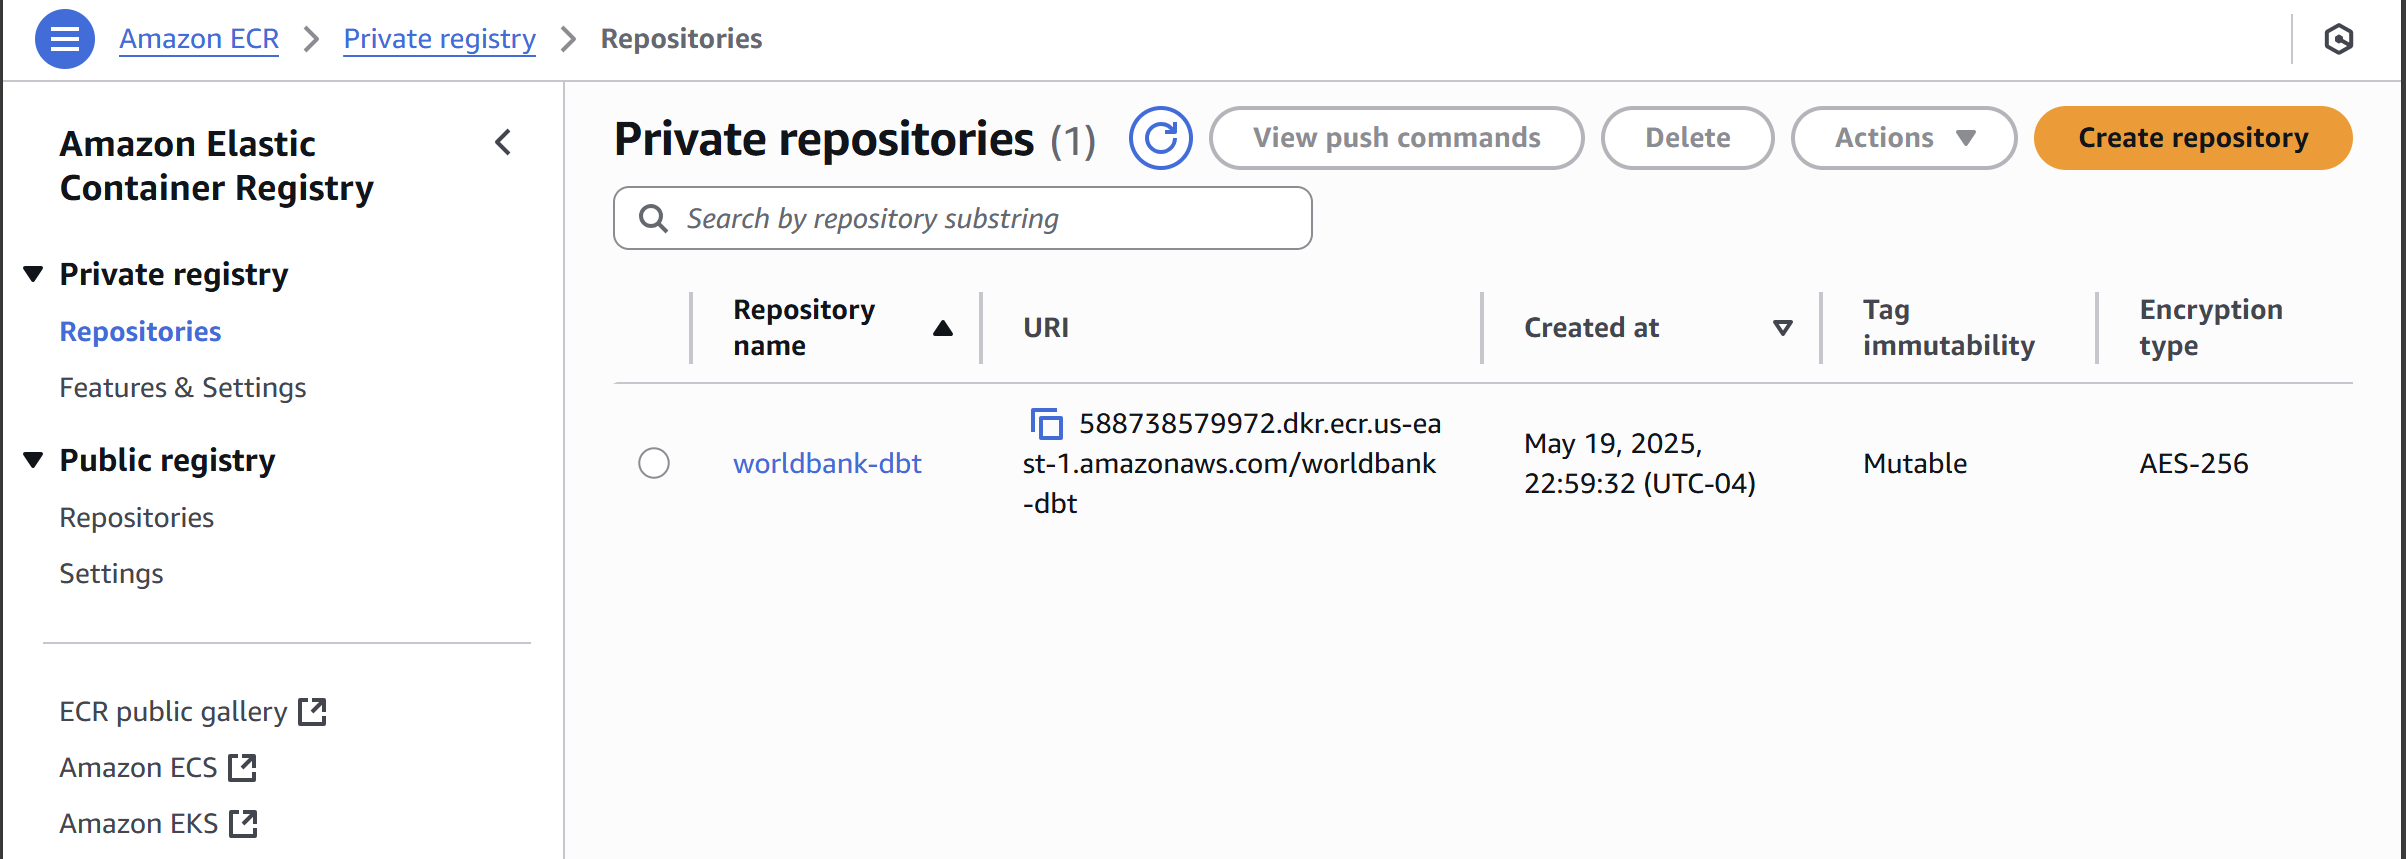 Amazon ECR > Private registry > Repositories
Amazon Elastic
Container Registry
Private registry
Repositories
Features & Settings
Public registry
Repositories
Settings
ECR public gallery
Amazon ECS
Amazon EKS
Private repositories (1)
View push commands
Delete
Actions
Create repository
Search by repository substring
Repository
name
URI
Created at
Tag
immutability
Encryption
type
worldbank-dbt
588738579972.dkr.ecr.us-ea
st-1.amazonaws.com/worldbank
-dbt
May 19, 2025,
22:59:32 (UTC-04)
Mutable
AES-256